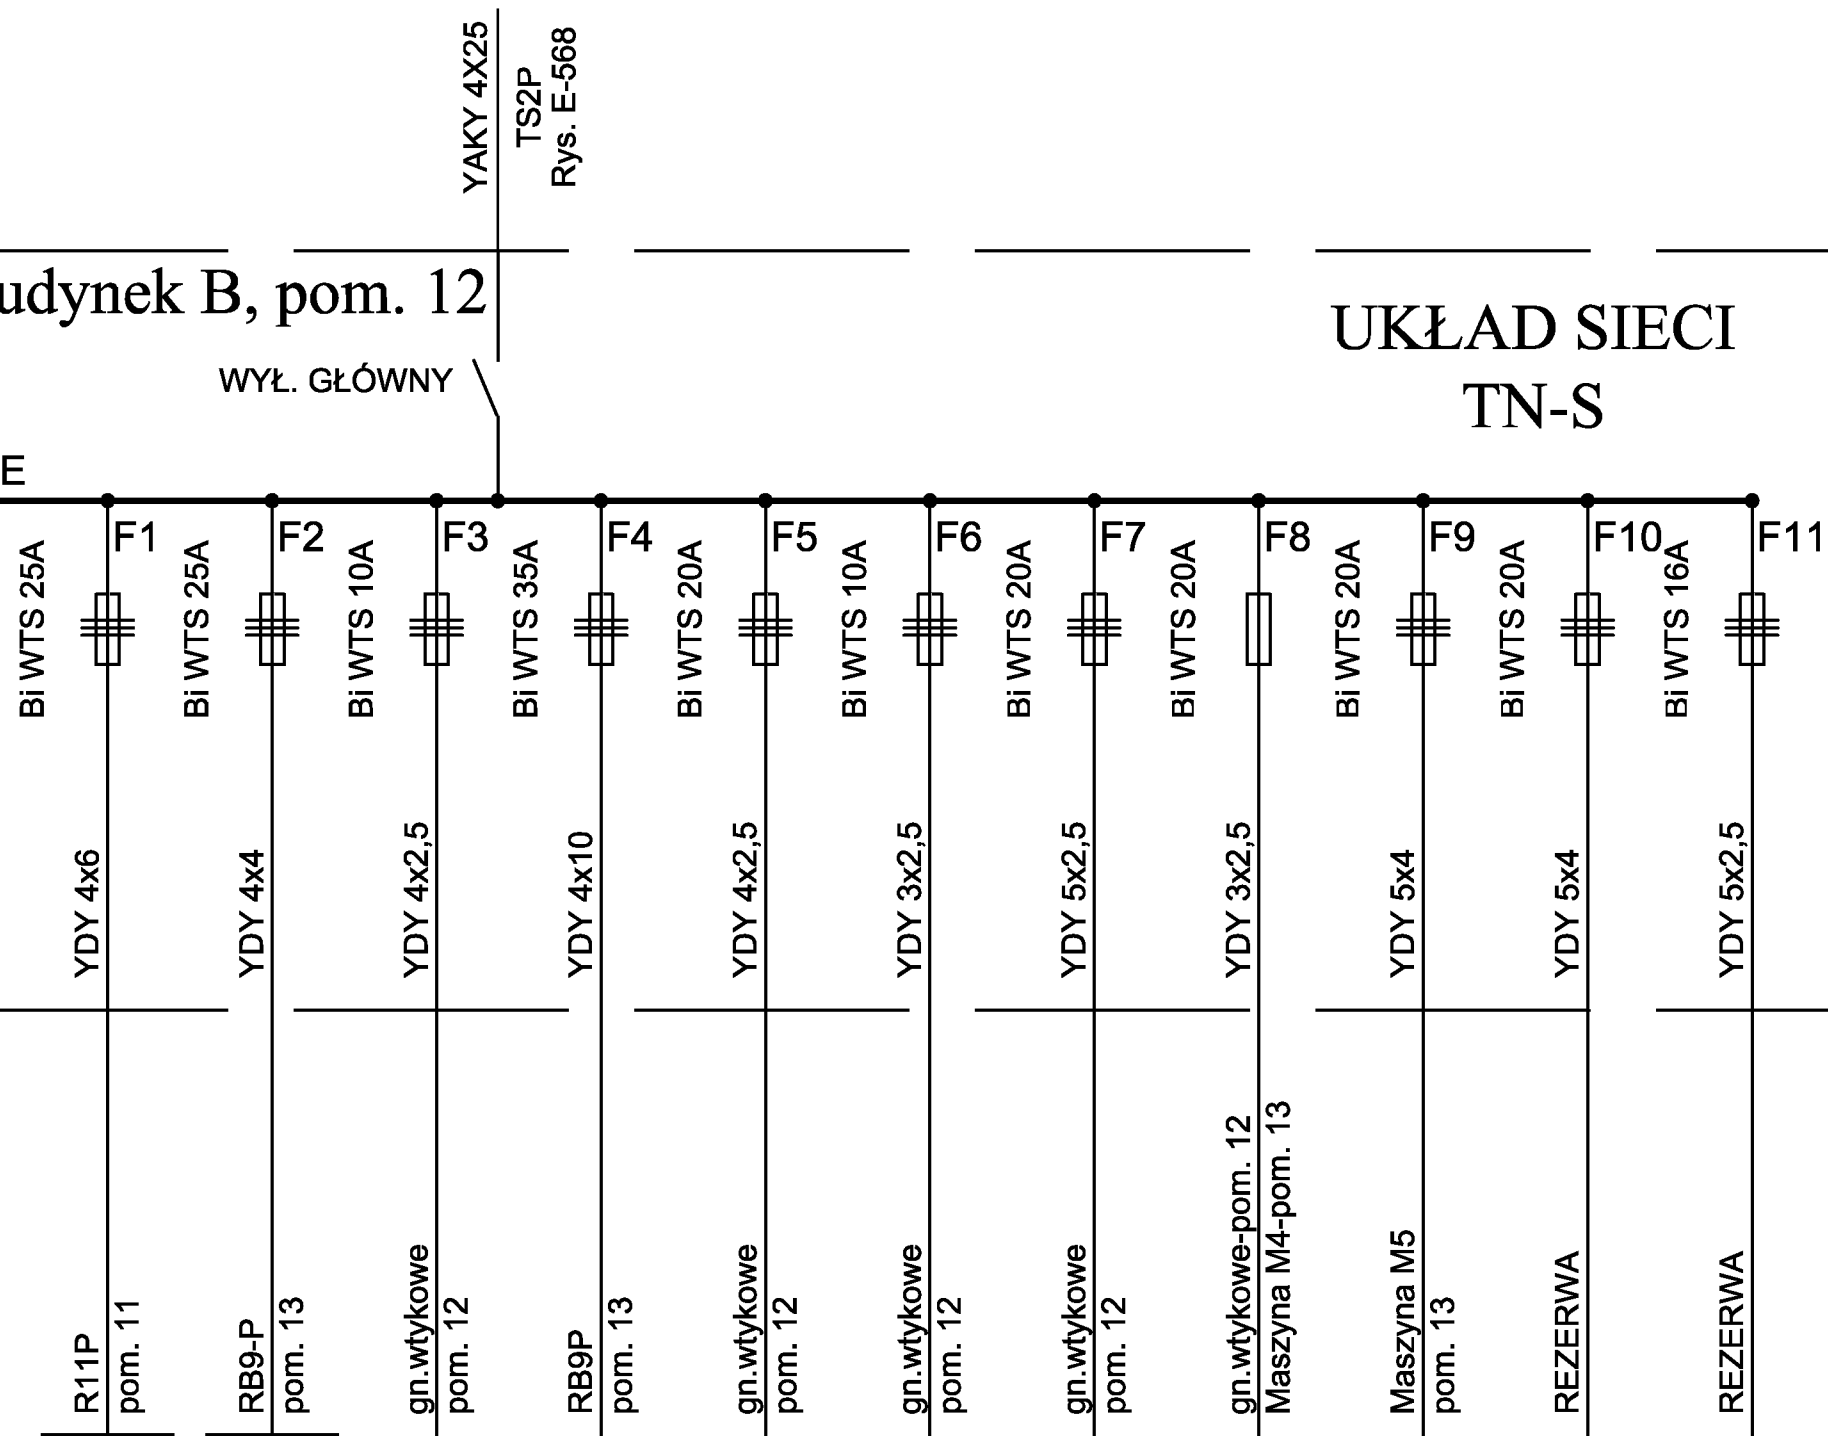 YAKY 4X25
TS2P
Rys. E-568
udynek B, pom. 12
UKŁAD SIECI
TN-S
WYŁ. GŁÓWNY
E
F1
F2
F3
F4
F5
F6
F7
F8
F9
F10
F11
Bi WTS 25A
Bi WTS 25A
Bi WTS 10A
Bi WTS 35A
Bi WTS 20A
Bi WTS 10A
Bi WTS 20A
Bi WTS 20A
Bi WTS 20A
Bi WTS 20A
Bi WTS 16A
YDY 4x6
YDY 4x4
YDY 4x2,5
YDY 4x10
YDY 4x2,5
YDY 3x2,5
YDY 5x2,5
YDY 3x2,5
YDY 5x4
YDY 5x4
YDY 5x2,5
R11P
pom. 11
RB9-P
pom. 13
gn.wtykowe
pom. 12
RB9P
pom. 13
gn.wtykowe
pom. 12
gn.wtykowe
pom. 12
gn.wtykowe
pom. 12
gn.wtykowe-pom. 12
Maszyna M4-pom. 13
Maszyna M5
pom. 13
REZERWA
REZERWA